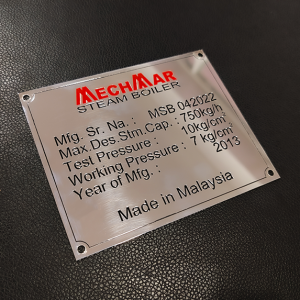 MECHMAR
STEAM BOILER
Mfg. Sr. Na. : MSB 042022
Max.Des.Stm.Cap. : 750kg/h
Test Pressure : 10kg/cm²
Working Pressure : 7 kg/cm²
Year of Mfg. : 2013
Made in Malaysia